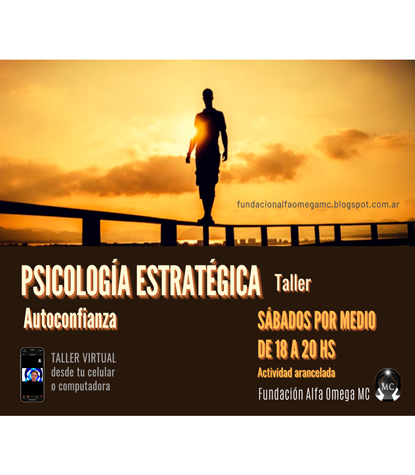 fundacionalfaomegamc.blogspot.com.ar
PSICOLOGÍA ESTRATÉGICA Taller
Autoconfianza
SÁBADOS POR MEDIO
DE 18 A 20 HS
Actividad arancelada
TALLER VIRTUAL
desde tu celular
o computadora
Fundación Alfa Omega MC
MC